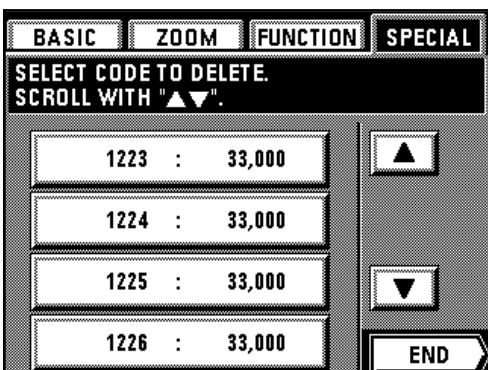 BASIC ZOOM FUNCTION SPECIAL
SELECT CODE TO DELETE.
SCROLL WITH "▲▼".
1223 : 33,000
1224 : 33,000
1225 : 33,000
1226 : 33,000
END